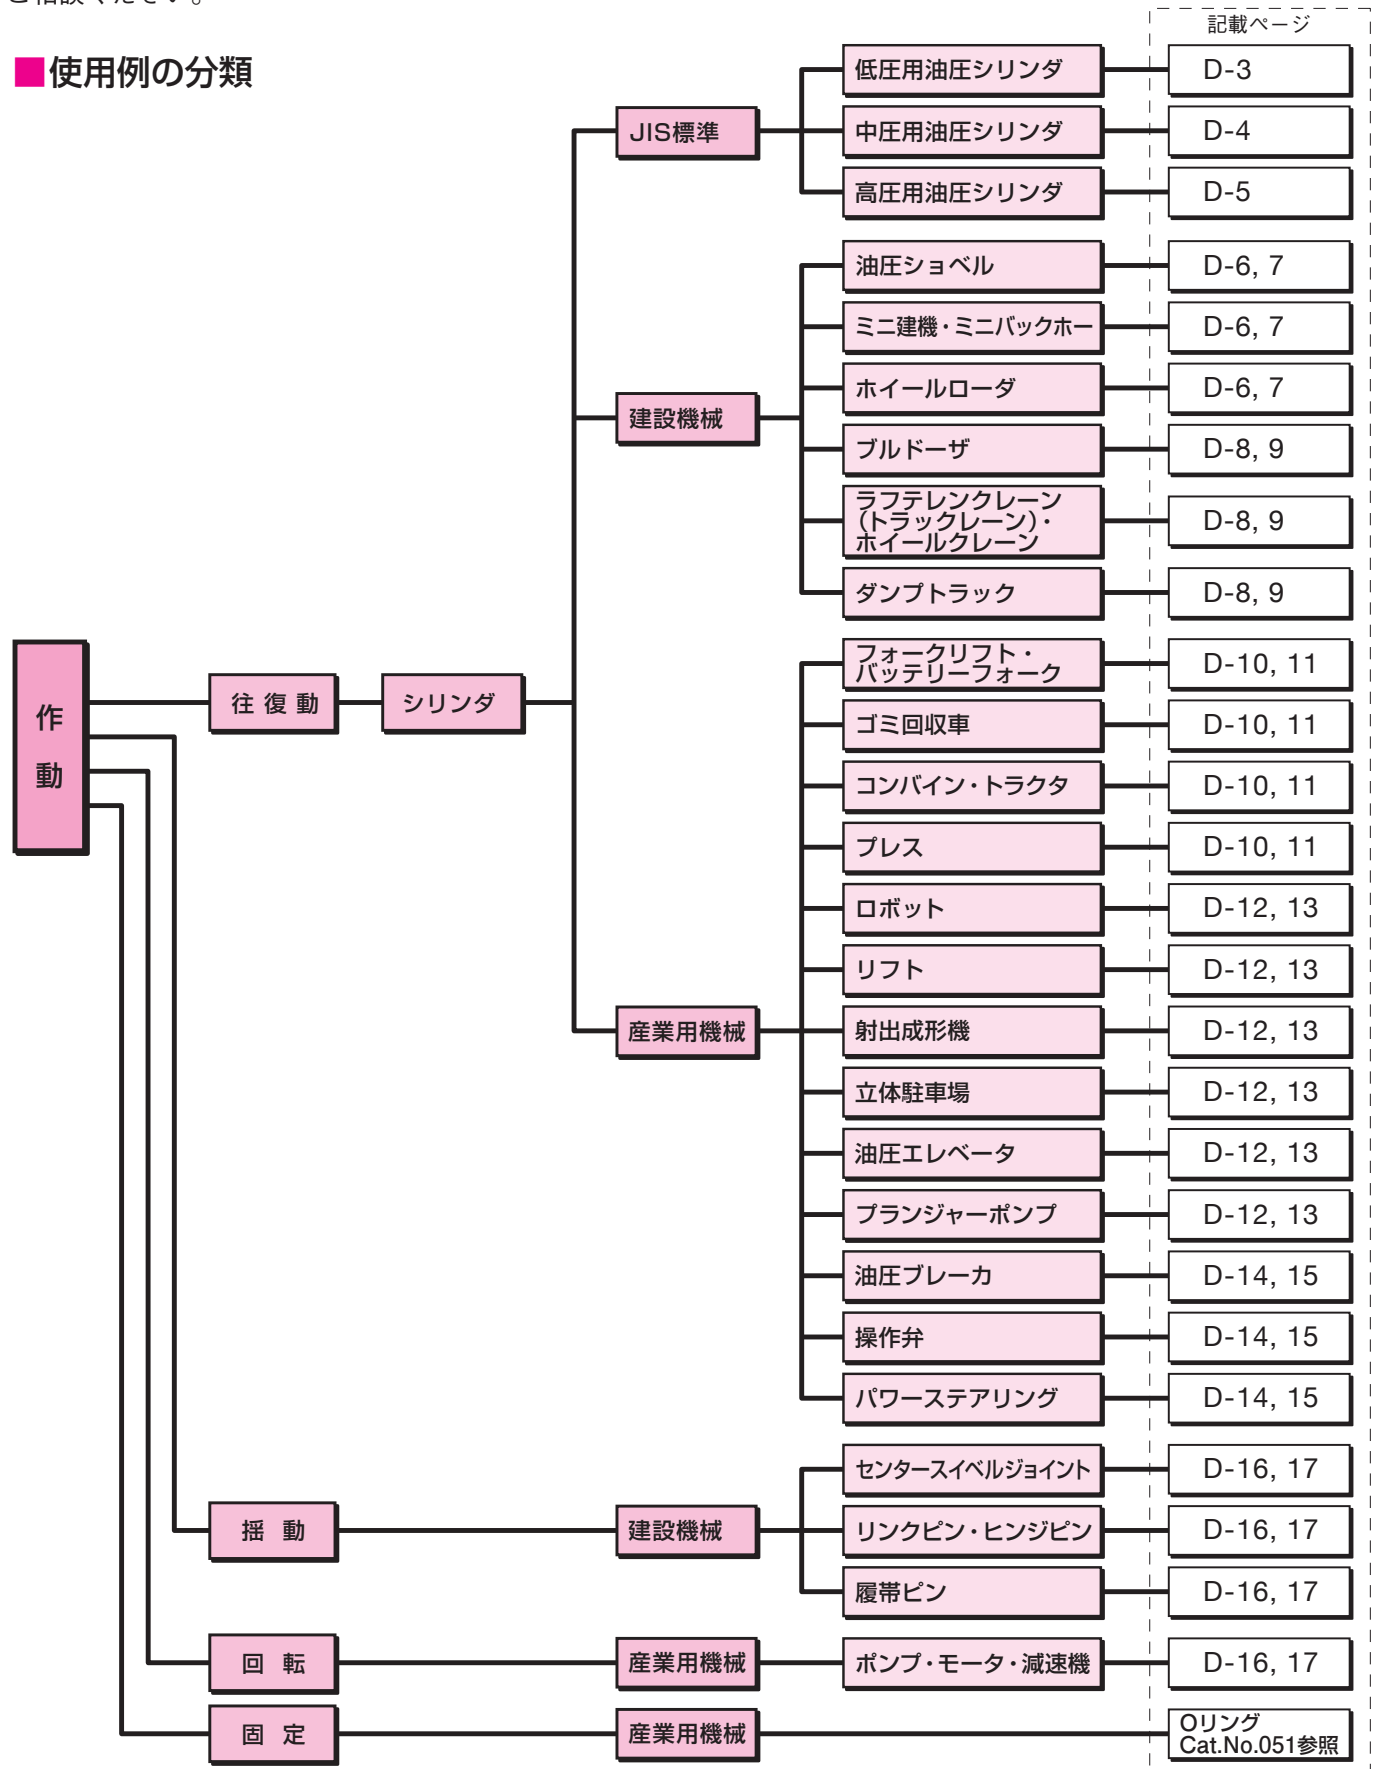 ご相談ください。
記載ページ
■使用例の分類
低圧用油圧シリンダ
D-3
JIS標準
中圧用油圧シリンダ
D-4
高圧用油圧シリンダ
D-5
油圧ショベル
D-6, 7
ミニ建機・ミニバックホー
D-6, 7
ホイールローダ
D-6, 7
建設機械
ブルドーザ
D-8, 9
ラフテレンクレーン
(トラックレーン)・
ホイールクレーン
D-8, 9
ダンプトラック
D-8, 9
フォークリフト・
バッテリーフォーク
D-10, 11
作
動
往復動
シリンダ
ゴミ回収車
D-10, 11
コンバイン・トラクタ
D-10, 11
プレス
D-10, 11
ロボット
D-12, 13
リフト
D-12, 13
産業用機械
射出成形機
D-12, 13
立体駐車場
D-12, 13
油圧エレベータ
D-12, 13
プランジャーポンプ
D-12, 13
油圧ブレーカ
D-14, 15
操作弁
D-14, 15
パワーステアリング
D-14, 15
センタースイベルジョイント
D-16, 17
揺動
建設機械
リンクピン・ヒンジピン
D-16, 17
履帯ピン
D-16, 17
回転
産業用機械
ポンプ・モータ・減速機
D-16, 17
固定
産業用機械
Oリング
Cat.No.051参照